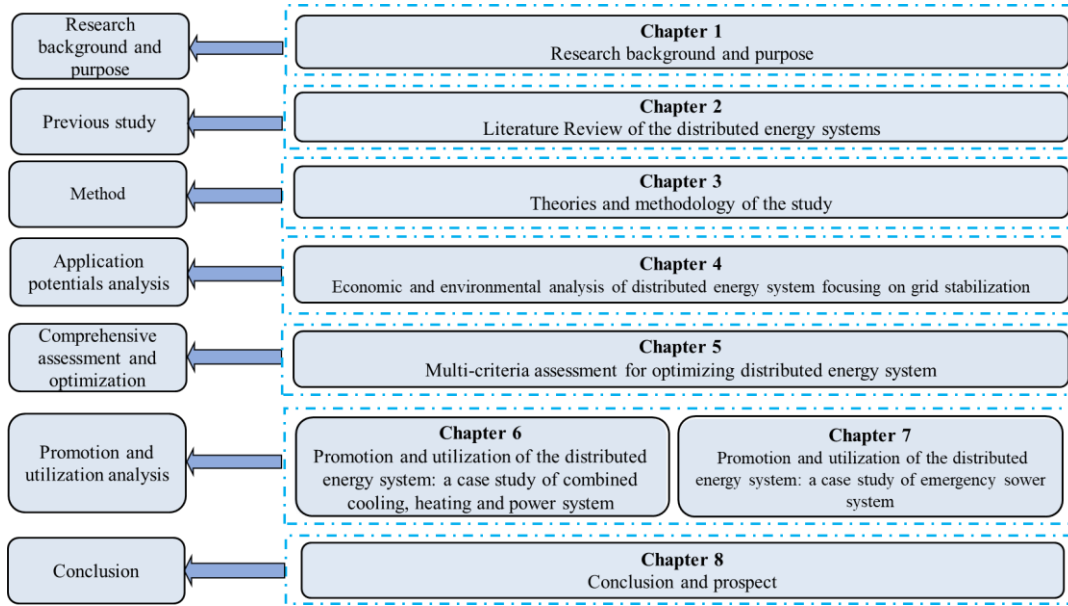 Research
background and
purpose
Chapter 1
Research background and purpose
Previous study
Chapter 2
Literature Review of the distributed energy systems
Method
Chapter 3
Theories and methodology of the study
Application
potentials analysis
Chapter 4
Economic and environmental analysis of distributed energy system focusing on grid stabilization
Comprehensive
assessment and
optimization
Chapter 5
Multi-criteria assessment for optimizing distributed energy system
Promotion and
utilization analysis
Chapter 6
Promotion and utilization of the distributed
energy system: a case study of combined
cooling, heating and power system
Chapter 7
Promotion and utilization of the distributed
energy system: a case study of emergency sower
system
Conclusion
Chapter 8
Conclusion and prospect